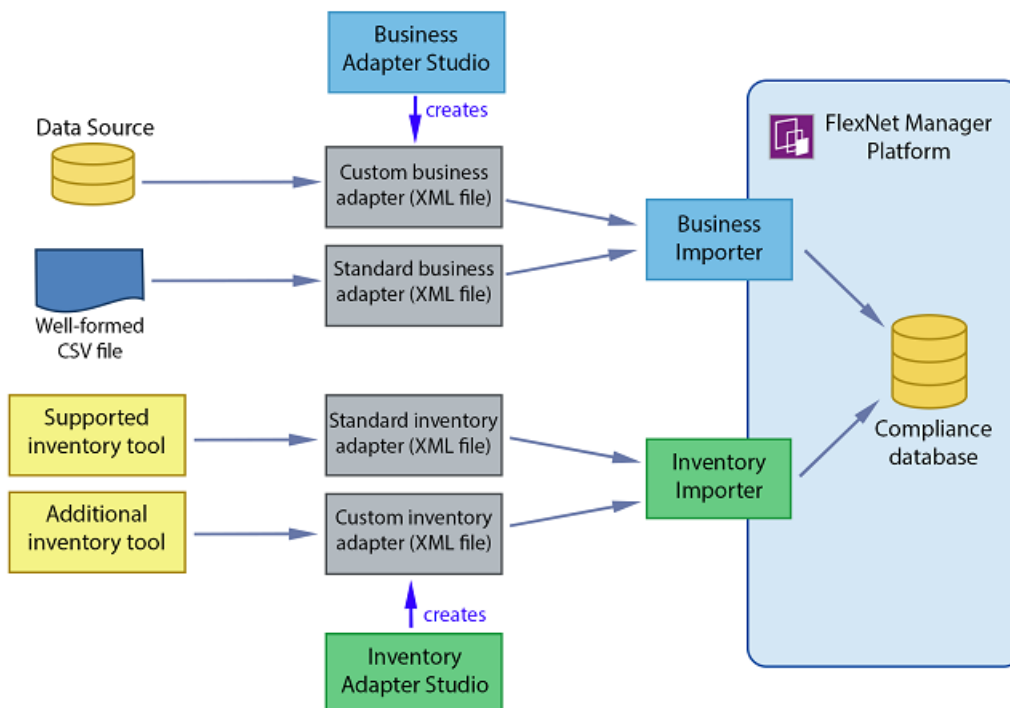 Business
Adapter Studio
creates
Data Source
Custom business
adapter (XML file)
FlexNet Manager
Platform
Business
Importer
Standard business
adapter (XML file)
Well-formed
CSV file
Supported
inventory tool
Standard inventory
adapter (XML file)
Compliance
database
Inventory
Importer
Additional
inventory tool
Custom inventory
adapter (XML file)
creates
Inventory
Adapter Studio